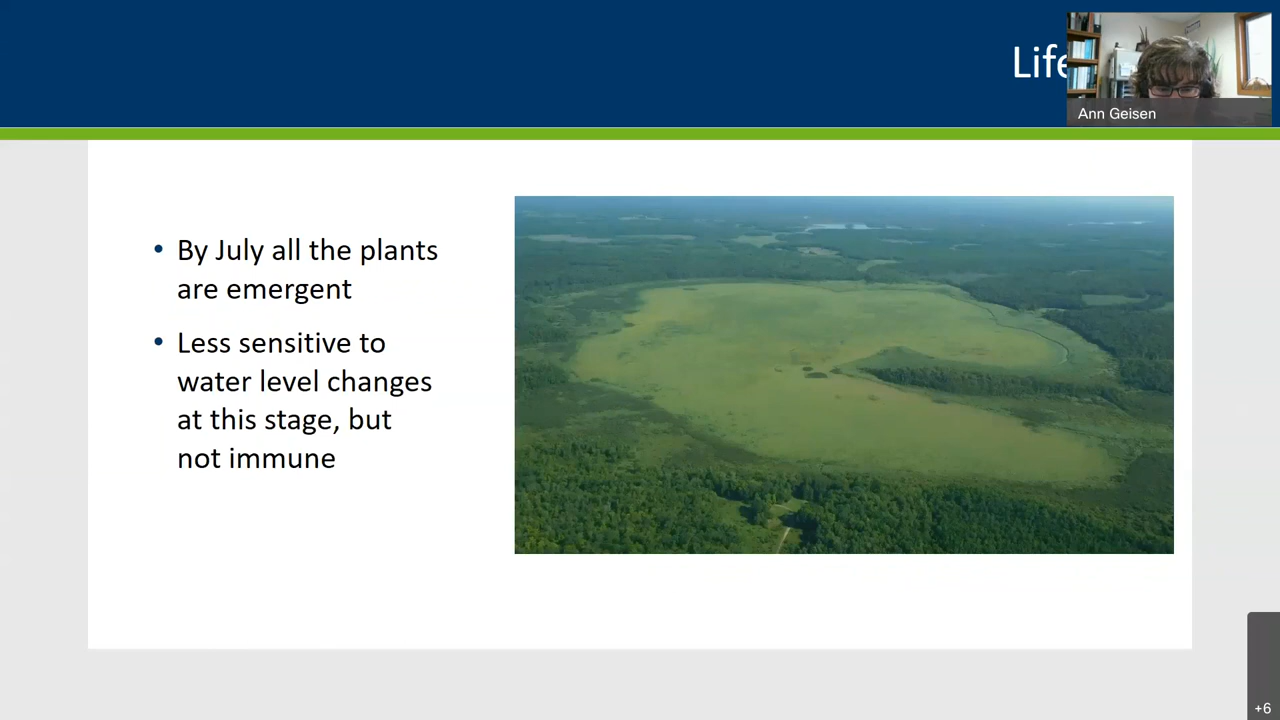 Life
Ann Geisen
• By July all the plants
are emergent
• Less sensitive to
water level changes
at this stage, but
not immune
+6